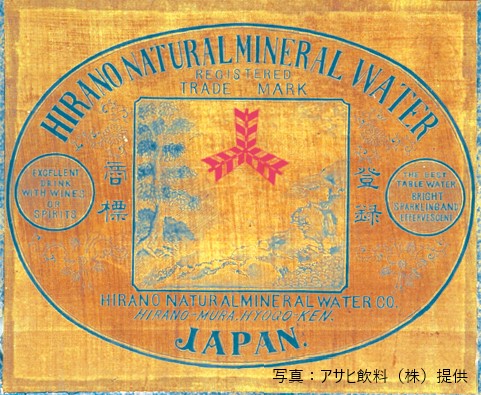 HIRANO NATURAL MINERAL WATER
REGISTERED
TRADE MARK
EXCELLENT
DRINK
WITH WINES
OR
SPIRITS
商標
登録
THE BEST
TABLE WATER
BRIGHT
SPARKLING AND
EFFERVESCENT
HIRANO NATURAL MINERAL WATER CO.
HIRANO-MURA, HYOGO-KEN.
JAPAN.
写真：アサヒ飲料（株）提供